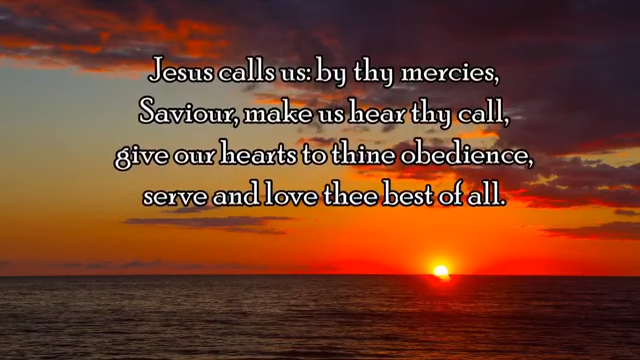 Jesus calls us: by thy mercies,
Saviour, make us hear thy call,
give our hearts to thine obedience,
serve and love thee best of all.